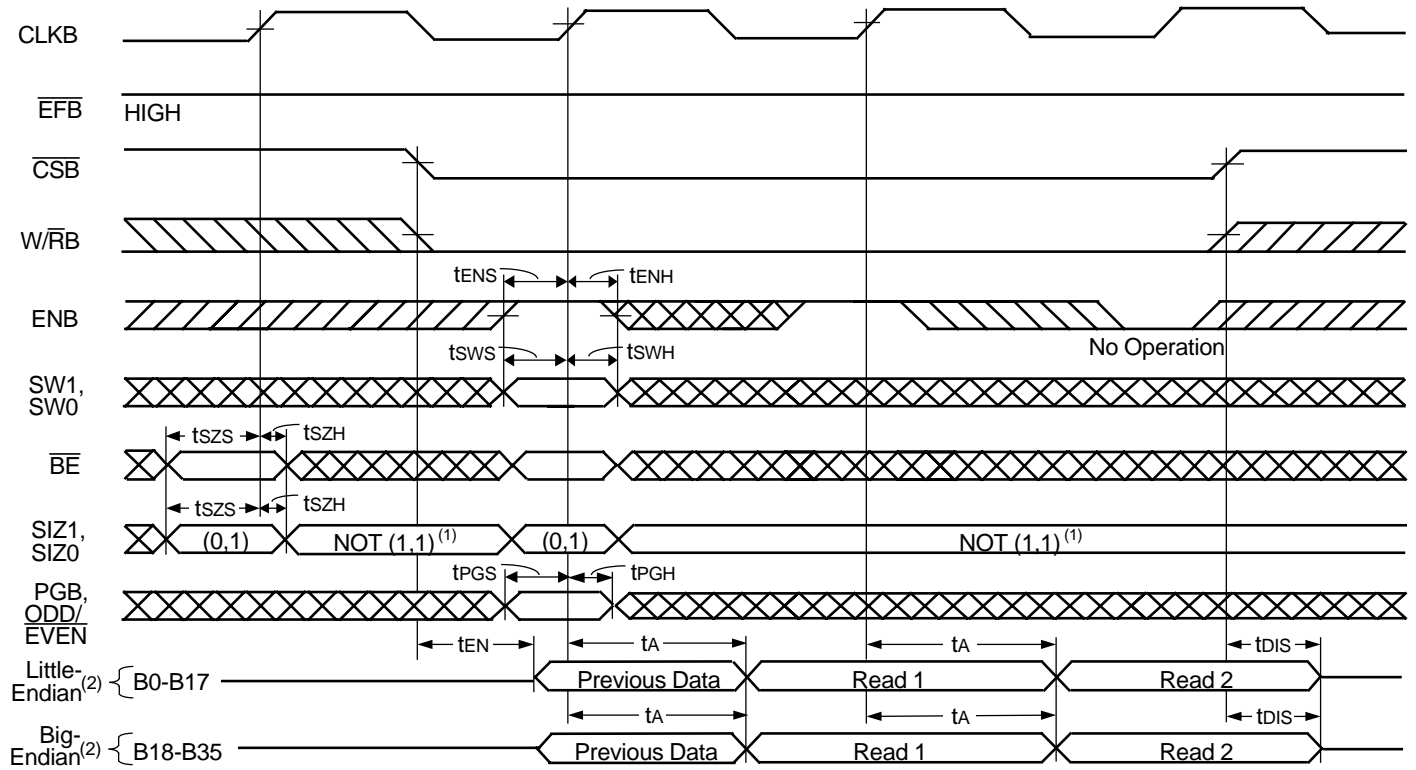 CLKB
EFB
HIGH
CSB
W/RB
tENS
tENH
ENB
No Operation
tSWS
tSWH
SW1,
SW0
tSZS
tSZH
BE
tSZS
tSZH
SIZ1,
SIZ0
(0,1)
NOT (1,1) (1)
(0,1)
NOT (1,1) (1)
tPGS
tPGH
PGB,
ODD/
EVEN
tEN
tA
tA
tDIS
Little-
Endian(2)
B0-B17
Previous Data
Read 1
Read 2
tA
tA
tDIS
Big-
Endian(2)
B18-B35
Previous Data
Read 1
Read 2